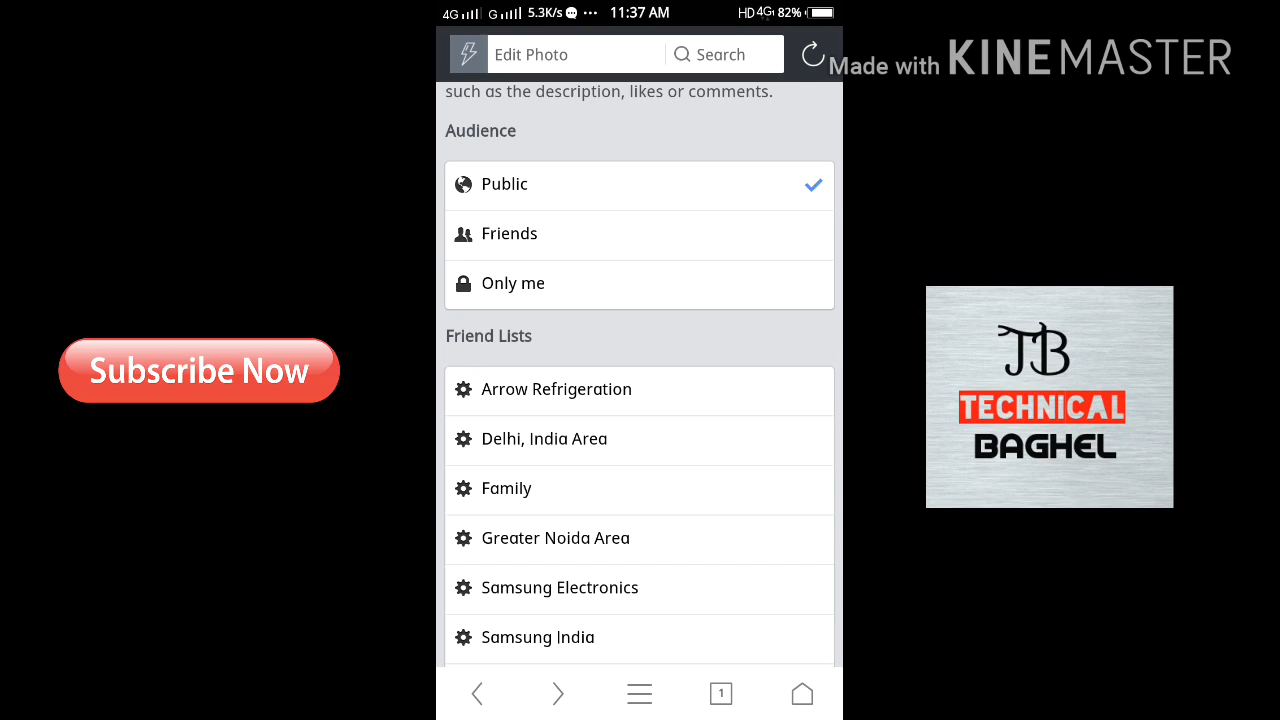 4G G 5.3K/s 11:37 AM HD 4G 82%
Edit Photo Search
Made with KINEMASTER
such as the description, likes or comments.
Audience
Public
Friends
Only me
Friend Lists
Arrow Refrigeration
Delhi, India Area
Family
Greater Noida Area
Samsung Electronics
Samsung India
1
Subscribe Now
JB
TECHNICAL
BAGHEL